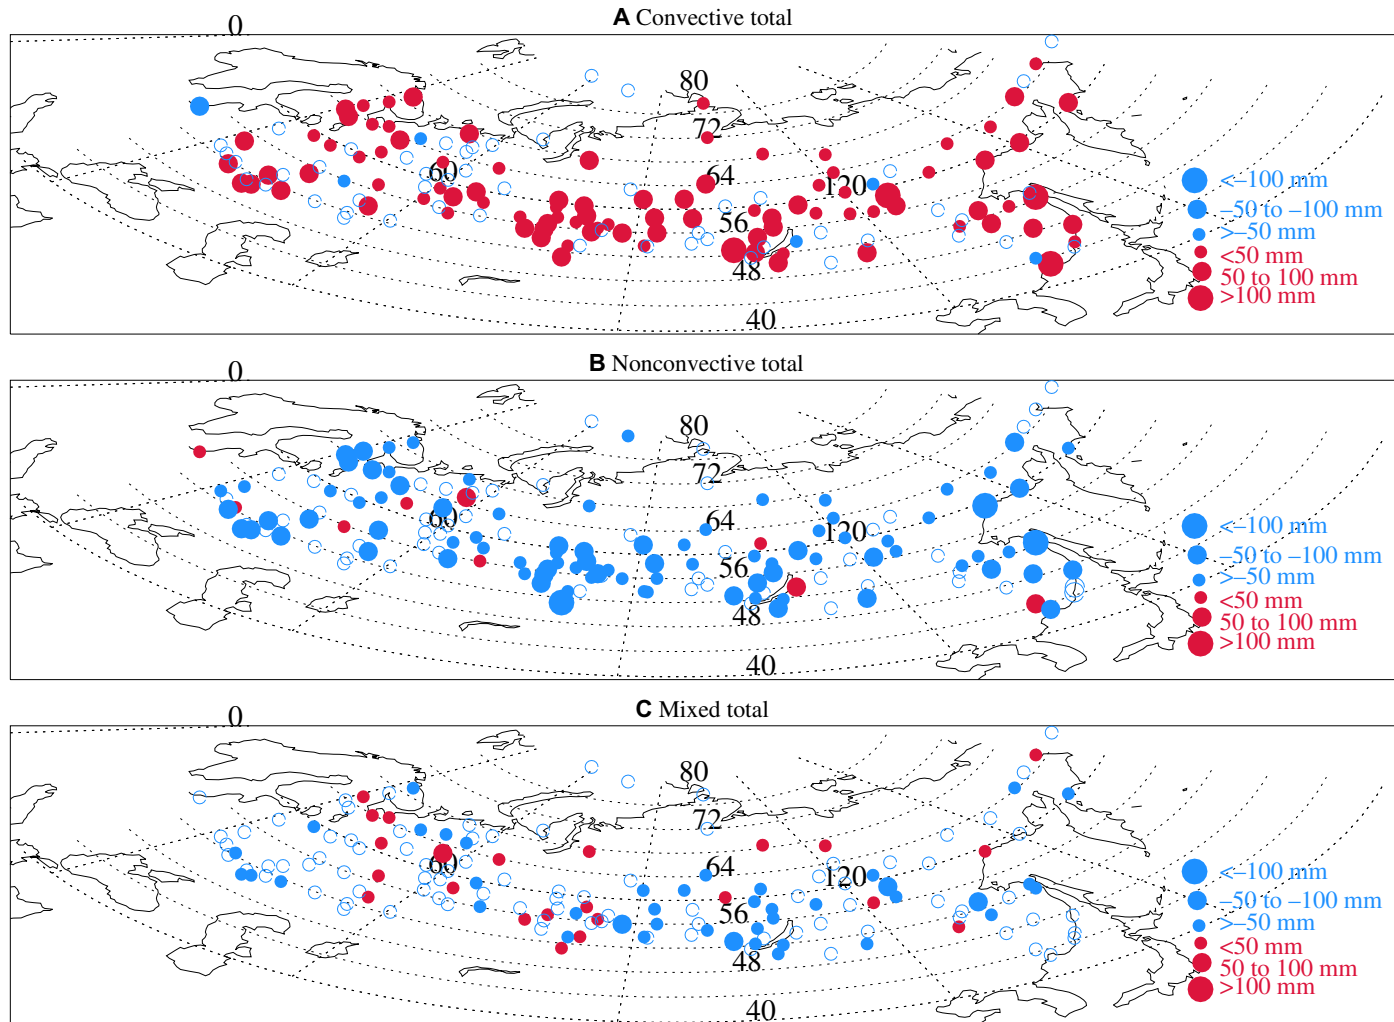 A Convective total
0
80
72
60
64
120
56
48
40
<–100 mm
–50 to –100 mm
>–50 mm
<50 mm
50 to 100 mm
>100 mm
B Nonconvective total
0
80
72
60
64
120
56
48
40
<–100 mm
–50 to –100 mm
>–50 mm
<50 mm
50 to 100 mm
>100 mm
C Mixed total
0
80
72
60
64
120
56
48
40
<–100 mm
–50 to –100 mm
>–50 mm
<50 mm
50 to 100 mm
>100 mm